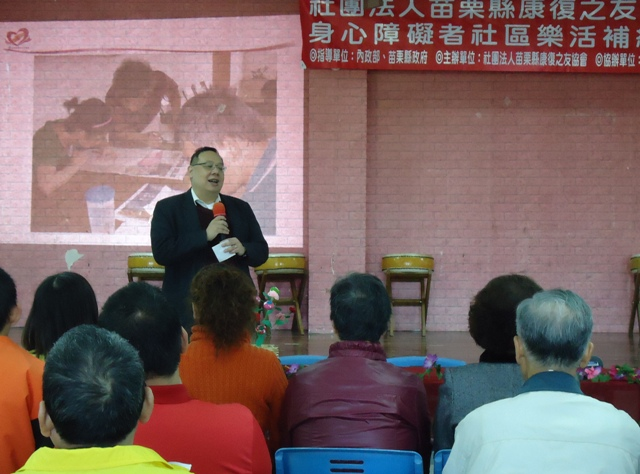 社團法人苗栗縣康復之友
身心障礙者社區樂活補
◎指導單位：內政部、苗栗縣政府 ◎主辦單位：社團法人苗栗縣康復之友協會 ◎協辦單